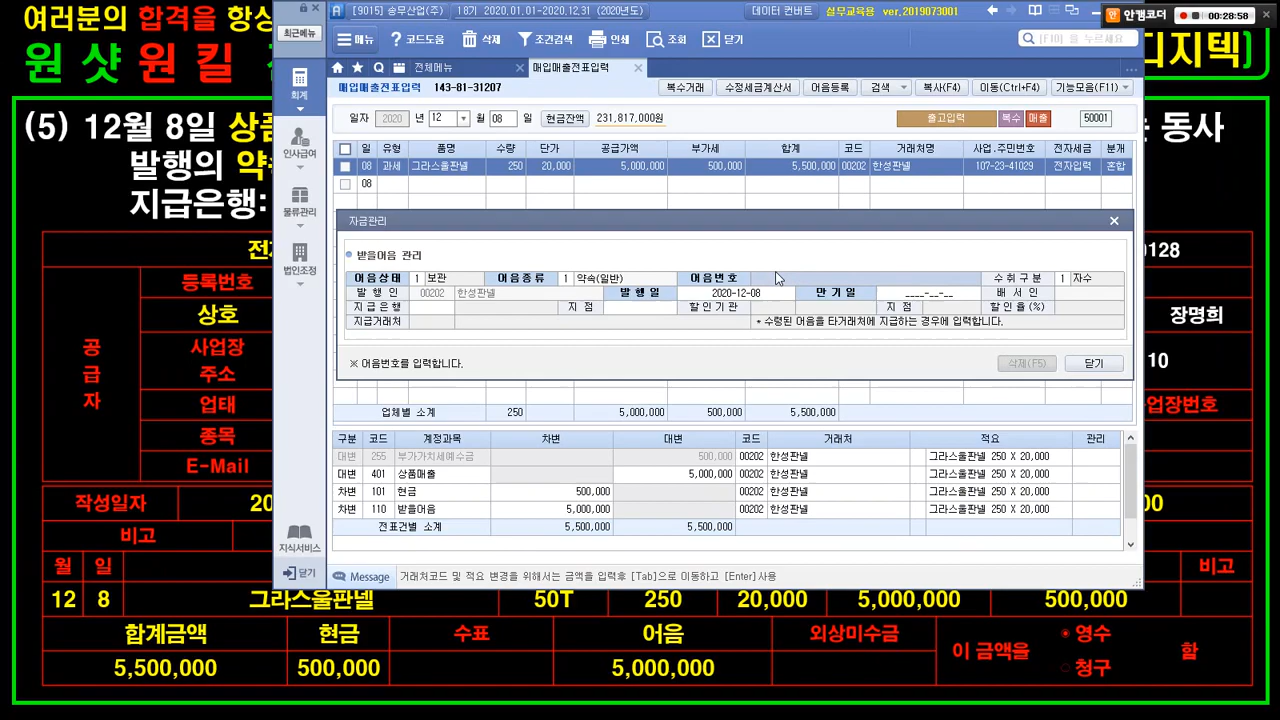 여러분의 합격을 항상
원 샷 원 킬
디지텍)
안캠코더 00:28:58
(5) 12월 8일 상품
동사
발행의 약속
지급은행:
최근메뉴
[9015] 승무산업(주) 18기 2020.01.01~2020.12.31 (2020년도) 데이터 컨버트 실무교육용 ver.2019073001
메뉴 코드도움 삭제 조건검색 인쇄 조회 닫기
전체메뉴 매입매출전표입력
매입매출전표입력 143-81-31207 복수거래 수정세금계산서 어음등록 검색 복사(F4) 이동(Ctrl+F4) 기능모음(F11)
일자 2020 년 12 월 08 일 현금잔액 231,817,000원 출고입력 복수 매출 50001
일 유형 품명 수량 단가 공급가액 부가세 합계 코드 거래처명 사업.주민번호 전자세금 분개
08 과세 그라스울판넬 250 20,000 5,000,000 500,000 5,500,000 00202 한성판넬 107-23-41029 전자입력 혼합
08
회계
인사급여
물류관리
법인조정
지식서비스
닫기
자금관리
받을어음 관리
어음상태 1 보관 어음종류 1 약속(일반) 어음번호 수취구분 1 자수
발행인 00202 한성판넬 발행일 2020-12-08 만기일 ____-__-__ 배서인
지급은행 지점 할인기관 지점 할인율(%)
지급거래처 * 수령된 어음을 타거래처에 지급하는 경우에 입력합니다.
※ 어음번호를 입력합니다. 삭제(F5) 닫기
업체별 소계 250 5,000,000 500,000 5,500,000
구분 코드 계정과목 차변 대변 코드 거래처 적요 관리
대변 255 부가가치세예수금 500,000 00202 한성판넬 그라스울판넬 250 X 20,000
대변 401 상품매출 5,000,000 00202 한성판넬 그라스울판넬 250 X 20,000
차변 101 현금 500,000 00202 한성판넬 그라스울판넬 250 X 20,000
차변 110 받을어음 5,000,000 00202 한성판넬 그라스울판넬 250 X 20,000
전표건별 소계 5,500,000 5,500,000
Message 거래처코드 및 적요 변경을 취해서는 금액을 입력후 [Tab]으로 이동하고 [Enter]사용
전자
0128
공급자
등록번호
상호
장명희
사업장
주소
10
업태
업장번호
종목
E-Mail
작성일자 20
00
비고
월 일
비고
12 8 그라스울판넬 50T 250 20,000 5,000,000 500,000
합계금액 현금 수표 어음 외상미수금 이 금액을 영수 청구 함
5,500,000 500,000 5,000,000